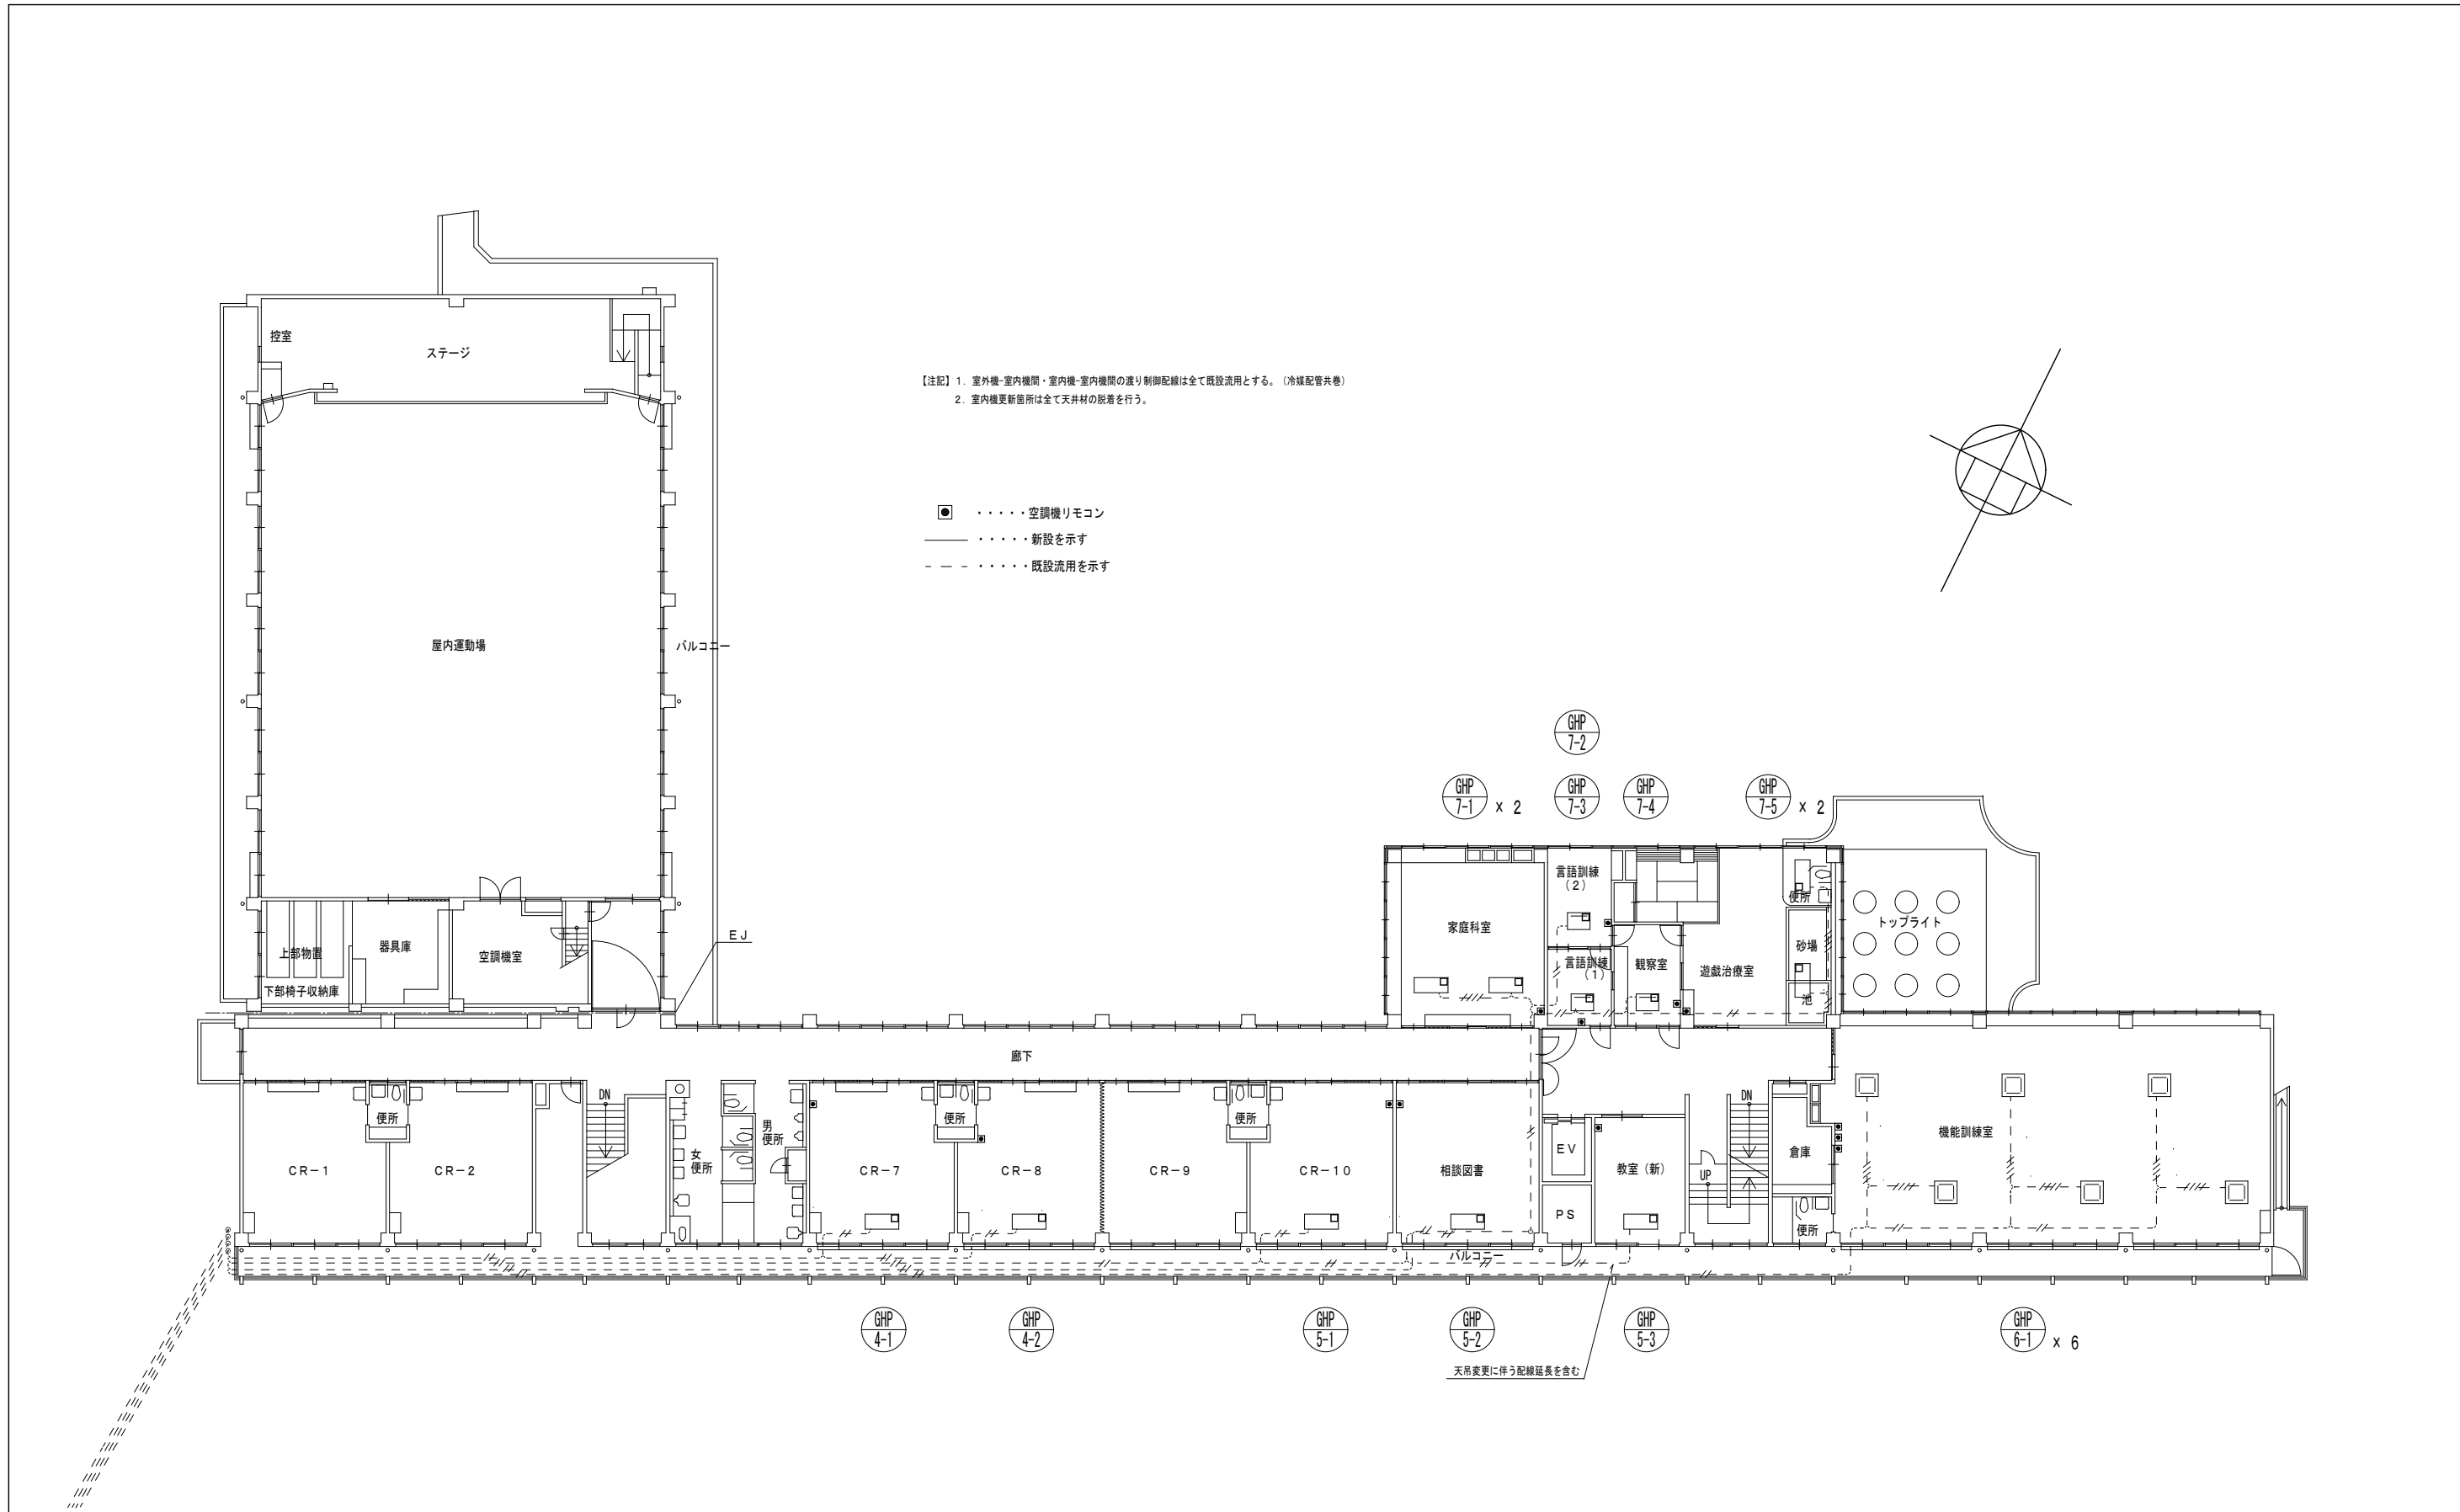 控室
ステージ
【注記】１．室外機-室内機間・室内機-室内機間の渡り制御配線は全て既設流用とする。（冷媒配管共巻）
２．室内機更新箇所は全て天井材の脱着を行う。
・・・・・空調機リモコン
・・・・・新設を示す
・・・・・既設流用を示す
屋内運動場
バルコニー
GHP
7-2
GHP
7-1
x 2
GHP
7-3
GHP
7-4
GHP
7-5
x 2
言語訓練
（２）
便所
トップライト
家庭科室
ＥＪ
上部物置
器具庫
空調機室
砂場
言語訓練
（１）
観察室
遊戯治療室
下部椅子収納庫
池
廊下
DN
DN
便所
便所
便所
男
便所
機能訓練室
女
便所
ＥＶ
倉庫
ＣＲ－１
ＣＲ－２
ＣＲ－７
ＣＲ－８
ＣＲ－９
ＣＲ－１０
相談図書
教室（新）
UP
ＰＳ
便所
バルコニー
GHP
4-1
GHP
4-2
GHP
5-1
GHP
5-2
GHP
5-3
GHP
6-1
x 6
天吊変更に伴う配線延長を含む